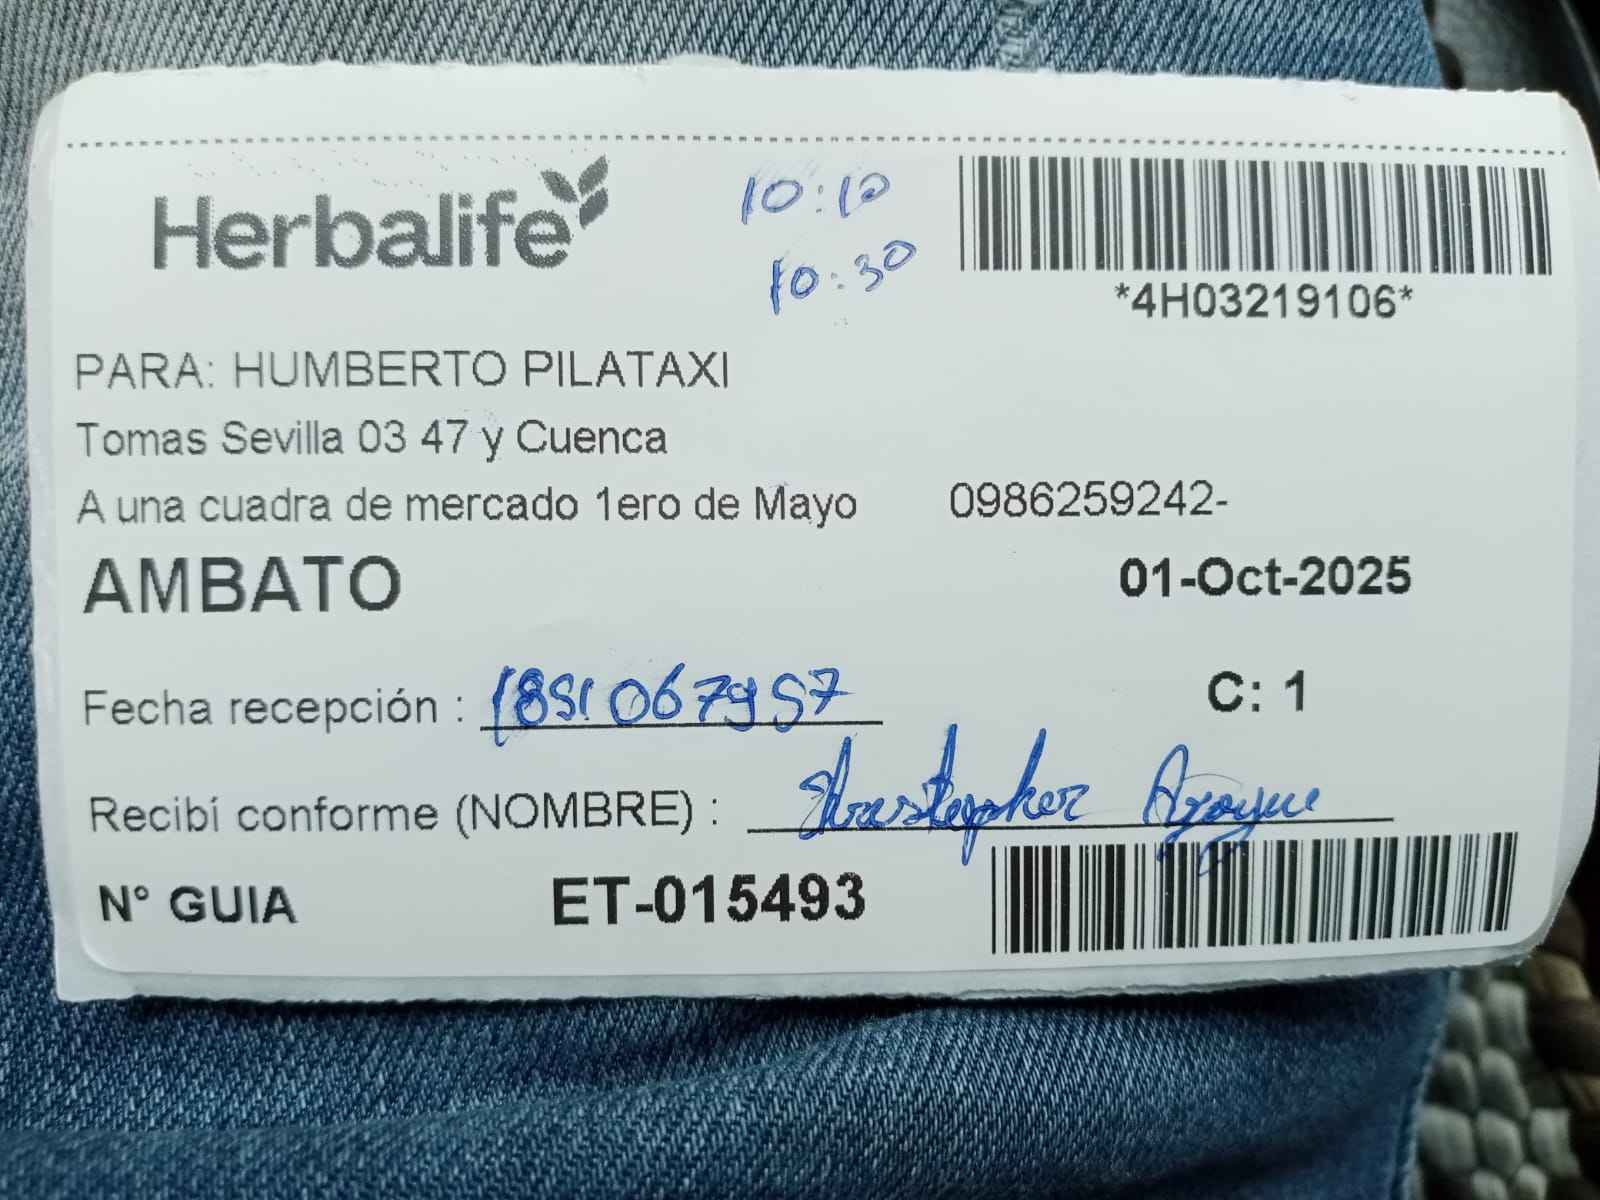 Herbalife
10:10
10:30
*4H03219106*
PARA: HUMBERTO PILATAXI
Tomas Sevilla 03 47 y Cuenca
A una cuadra de mercado 1ero de Mayo 0986259242-
AMBATO 01-Oct-2025
Fecha recepción : C: 1
Recibí conforme (NOMBRE) :
N° GUIA ET-015493